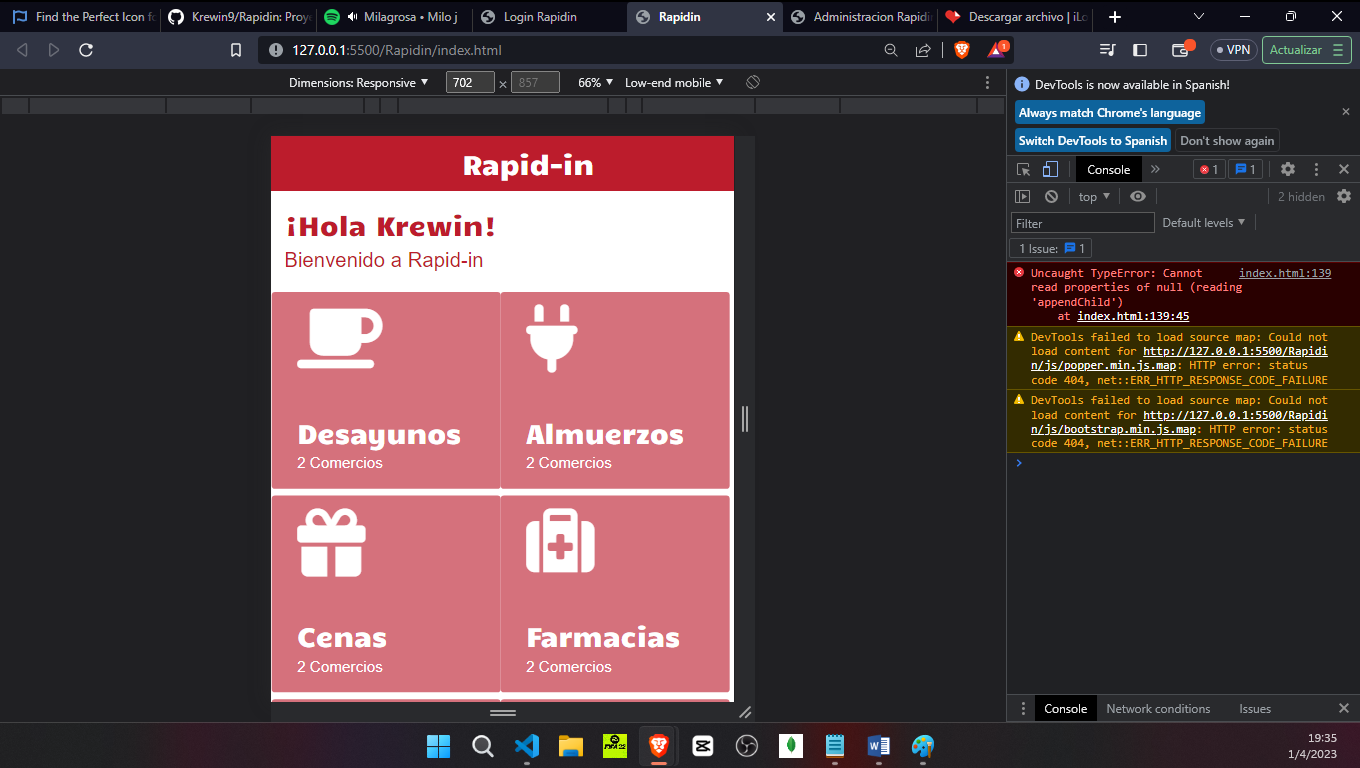 Find the Perfect Icon fo
Krewin9/Rapidin: Proye
Milagrosa • Milo j
Login Rapidin
Rapidin
Administracion Rapidin
Descargar archivo | iLo
127.0.0.1:5500/Rapidin/index.html
1
VPN
Actualizar
Dimensions: Responsive
702
x
857
66%
Low-end mobile
DevTools is now available in Spanish!
Always match Chrome's language
Switch DevTools to Spanish
Don't show again
Console
1
1
top
2 hidden
Filter
Default levels
1 Issue:
1
Uncaught TypeError: Cannot index.html:139
read properties of null (reading
'appendChild')
at index.html:139:45
DevTools failed to load source map: Could not
load content for http://127.0.0.1:5500/Rapidi
n/js/popper.min.js.map: HTTP error: status
code 404, net::ERR_HTTP_RESPONSE_CODE_FAILURE
DevTools failed to load source map: Could not
load content for http://127.0.0.1:5500/Rapidi
n/js/bootstrap.min.js.map: HTTP error: status
code 404, net::ERR_HTTP_RESPONSE_CODE_FAILURE
Rapid-in
¡Hola Krewin!
Bienvenido a Rapid-in
Desayunos
2 Comercios
Almuerzos
2 Comercios
Cenas
2 Comercios
Farmacias
2 Comercios
Console
Network conditions
Issues
FIFA 22
19:35
1/4/2023